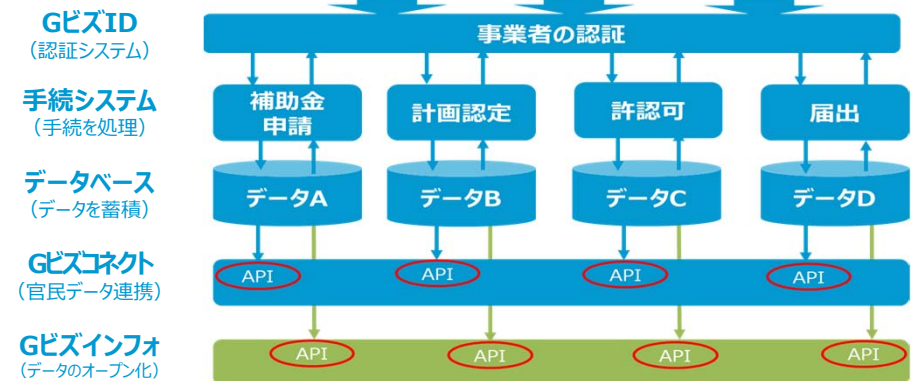 GビズID
（認証システム）
事業者の認証
手続システム
（手続を処理）
補助金
申請
計画認定
許認可
届出
データベース
（データを蓄積）
データA
データB
データC
データD
Gビズコネクト
（官民データ連携）
API
API
API
API
Gビズインフォ
（データのオープン化）
API
API
API
API